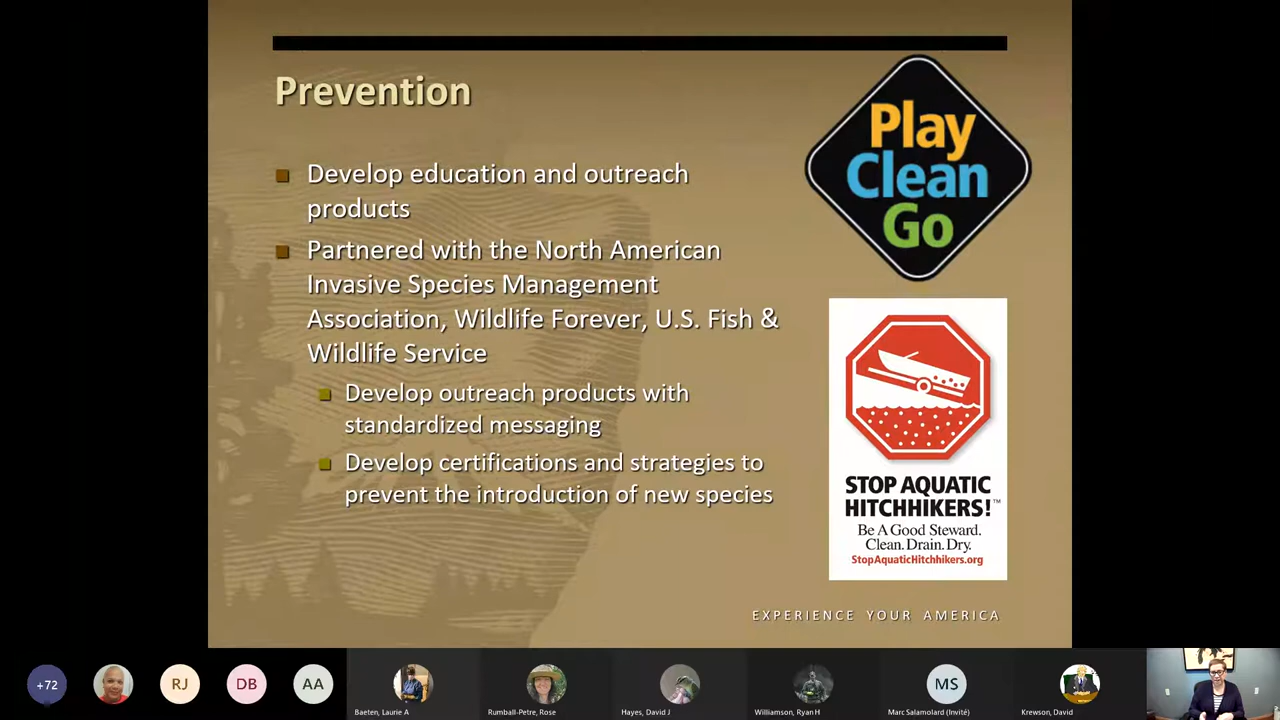 Prevention
Develop education and outreach
products
Partnered with the North American
Invasive Species Management
Association, Wildlife Forever, U.S. Fish &
Wildlife Service
Develop outreach products with
standardized messaging
Develop certifications and strategies to
prevent the introduction of new species
Play
Clean
Go
STOP AQUATIC
HITCHHIKERS!™
Be A Good Steward.
Clean. Drain. Dry.
StopAquaticHitchhikers.org
EXPERIENCE YOUR AMERICA
+72
RJ
DB
AA
Baeten, Laurie A
Rumball-Petre, Rose
Hayes, David J
Williamson, Ryan H
MS
Marc Salamolard (Invité)
Krewson, David